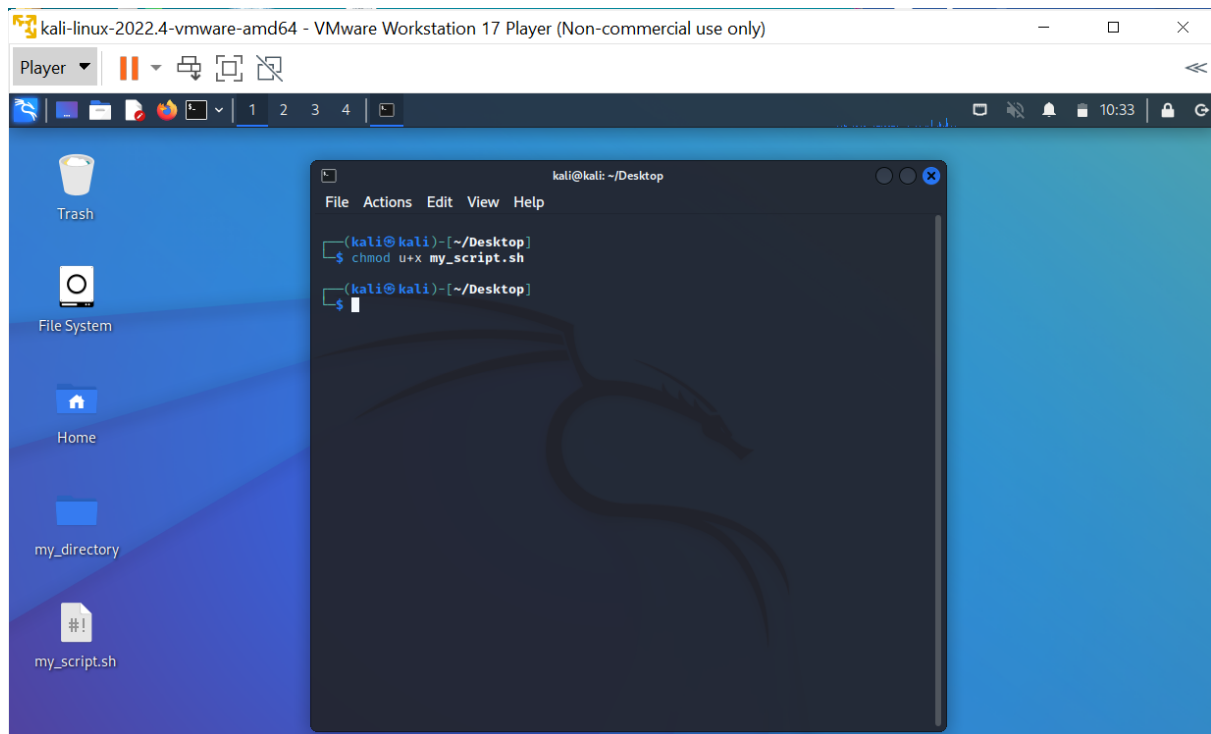 kali-linux-2022.4-vmware-amd64 - VMware Workstation 17 Player (Non-commercial use only)
Player
1 2 3 4 10:33
Trash
File System
Home
my_directory
#!
my_script.sh
kali@kali: ~/Desktop
File Actions Edit View Help
┌──(kali㉿kali)-[~/Desktop]
└─$ chmod u+x my_script.sh
┌──(kali㉿kali)-[~/Desktop]
└─$